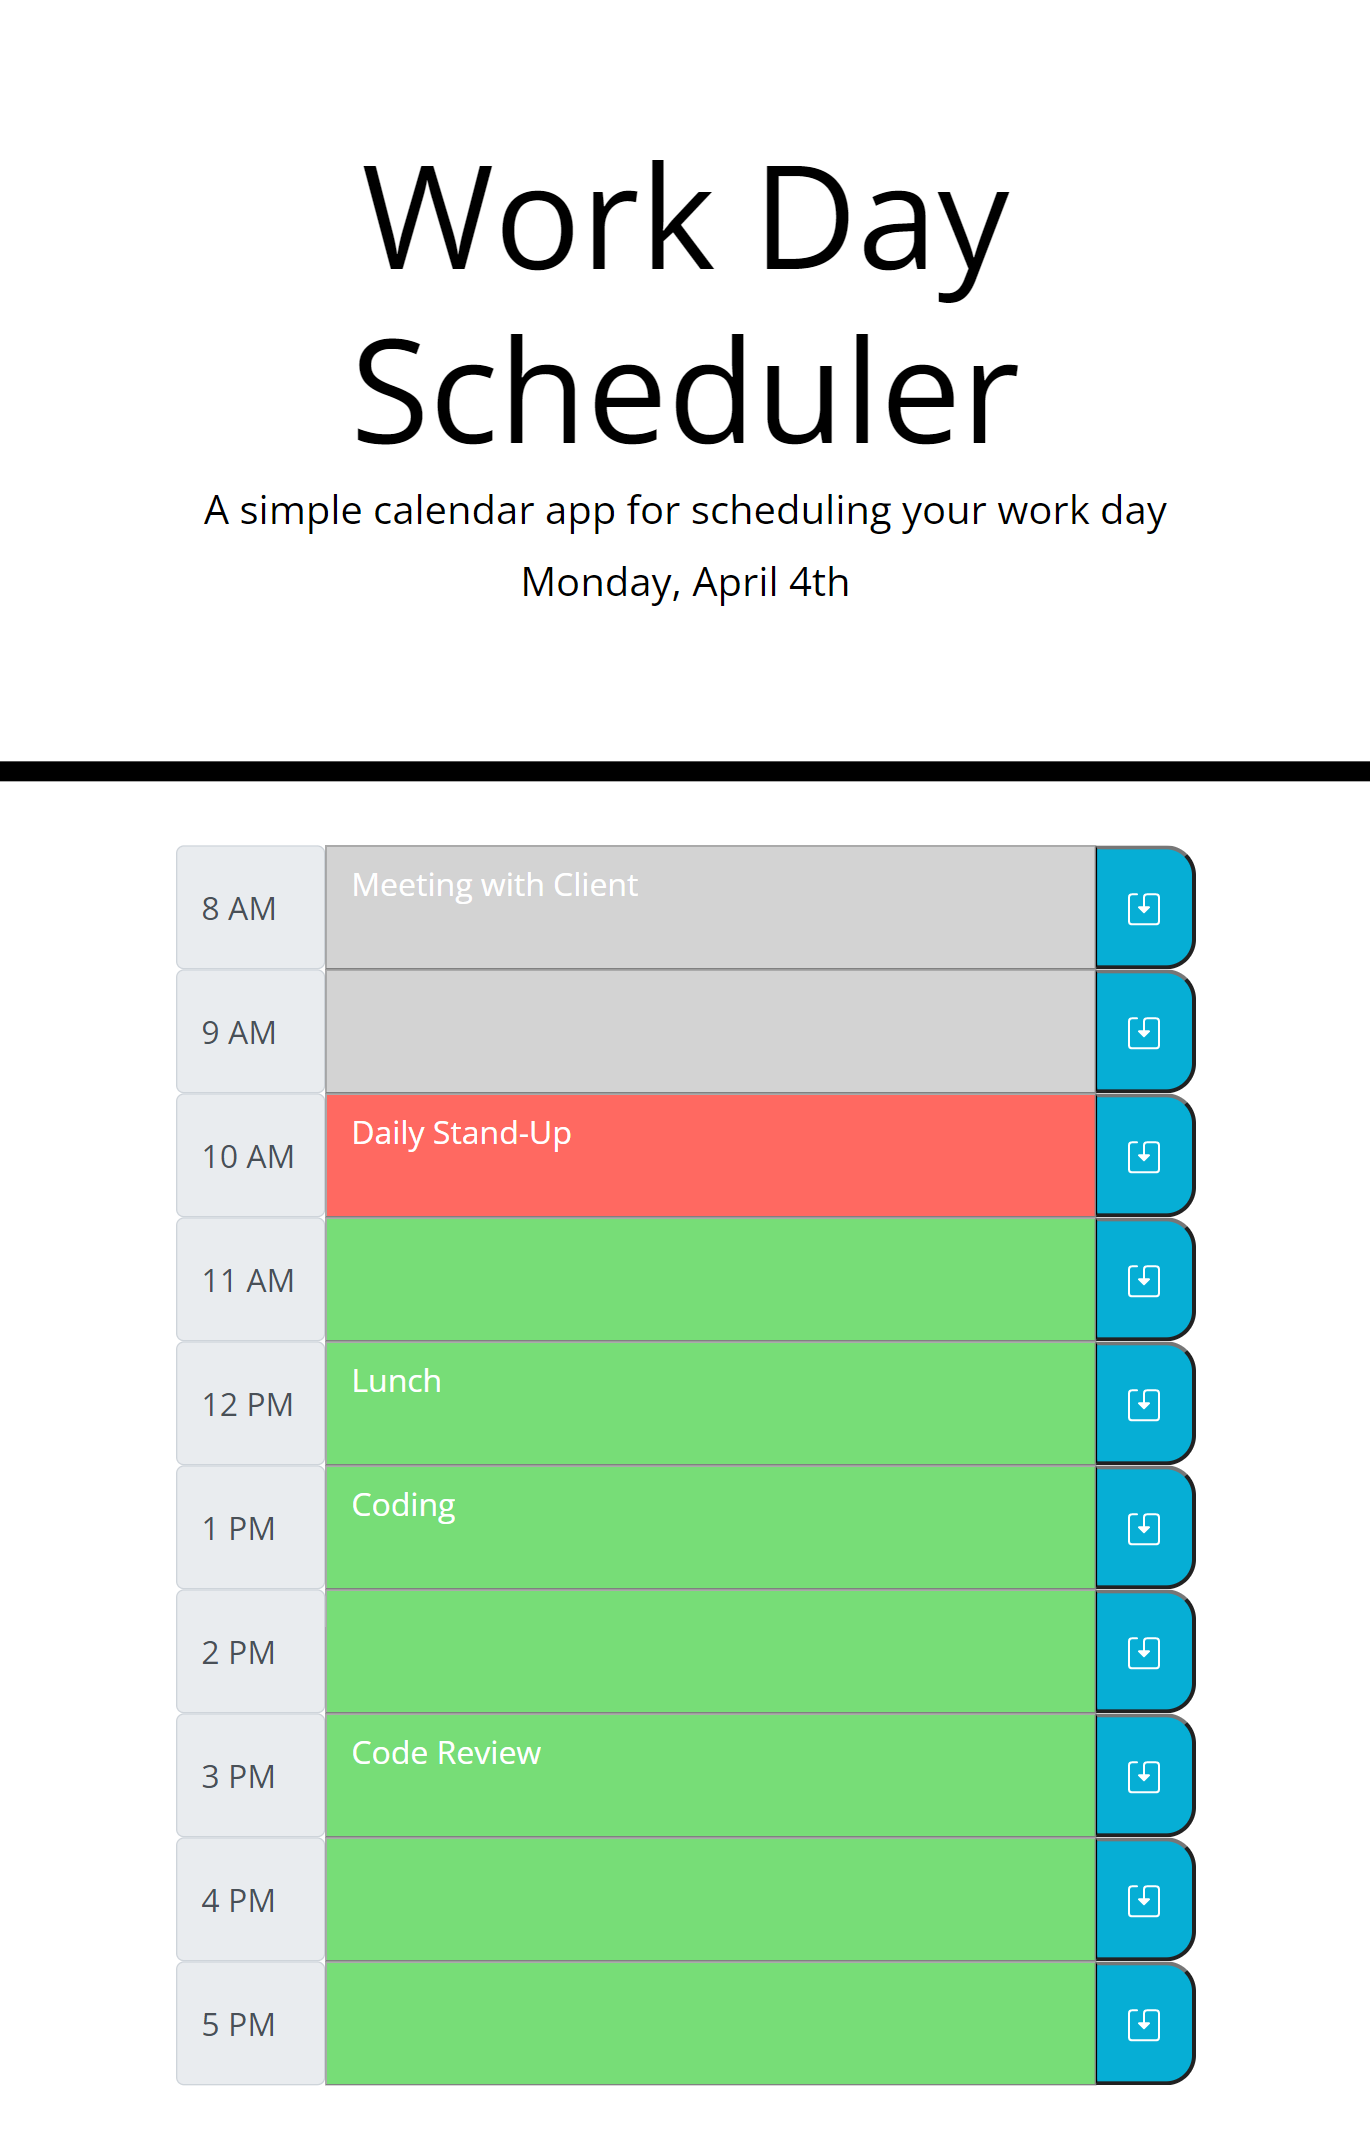 Work Day
Scheduler
A simple calendar app for scheduling your work day
Monday, April 4th
8 AM
Meeting with Client
9 AM
10 AM
Daily Stand-Up
11 AM
12 PM
Lunch
1 PM
Coding
2 PM
3 PM
Code Review
4 PM
5 PM